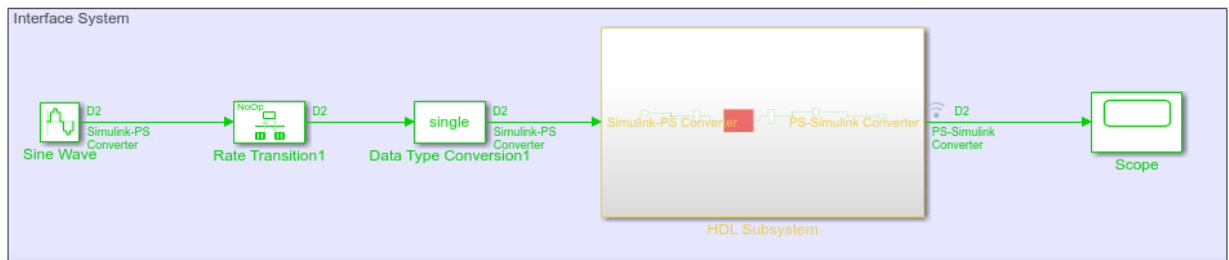 Interface System
D2
Simulink-PS
Converter
Sine Wave
NoOp
D2
Rate Transition1
single
D2
Simulink-PS
Converter
Data Type Conversion1
Simulink-PS Converter
PS-Simulink Converter
HDL Subsystem
D2
PS-Simulink
Converter
Scope